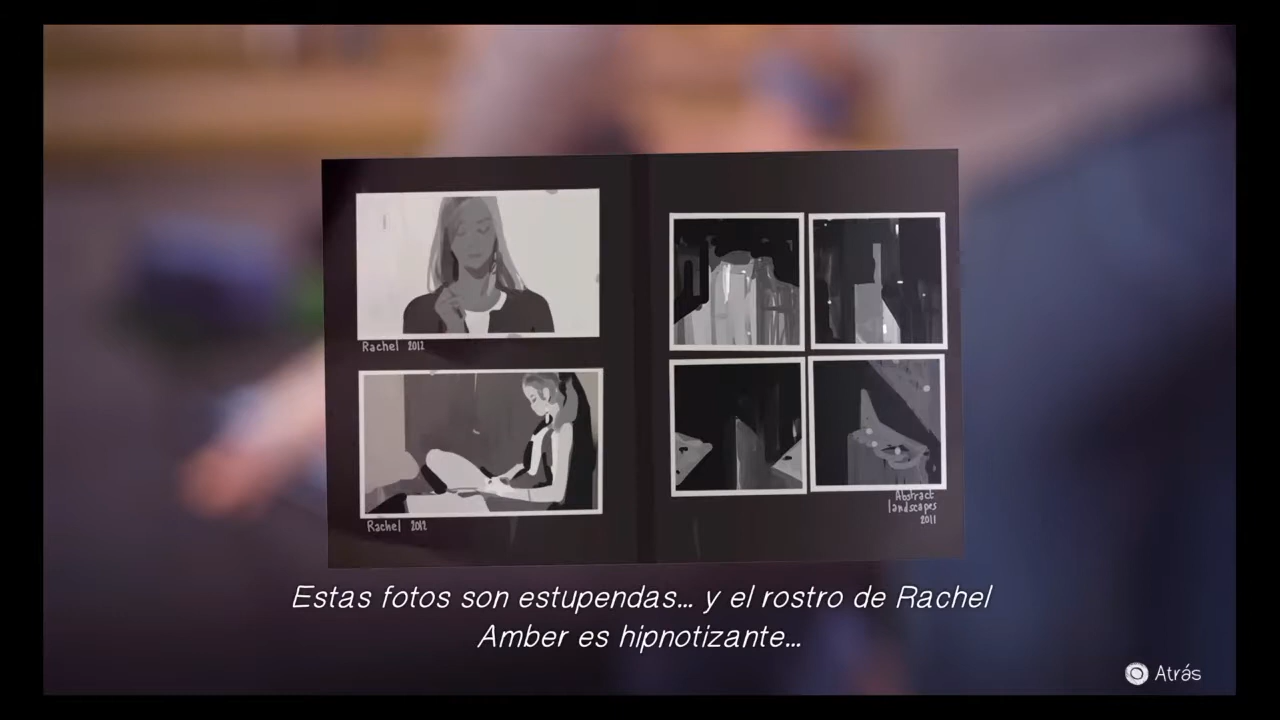 Rachel 2012
Rachel 2012
Abstract
landscapes
2011
Estas fotos son estupendas... y el rostro de Rachel
Amber es hipnotizante...
Atrás